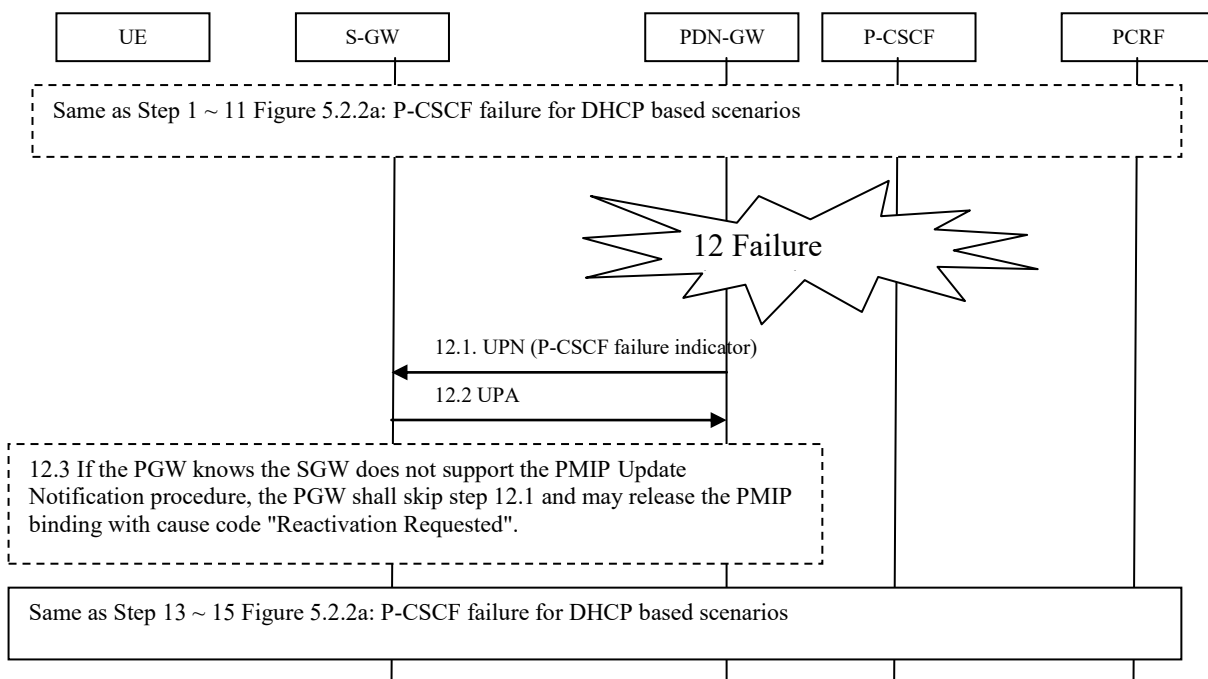 UE
S-GW
PDN-GW
P-CSCF
PCRF
Same as Step 1 ~ 11 Figure 5.2.2a: P-CSCF failure for DHCP based scenarios
12 Failure
12.1. UPN (P-CSCF failure indicator)
12.2 UPA
12.3 If the PGW knows the SGW does not support the PMIP Update
Notification procedure, the PGW shall skip step 12.1 and may release the PMIP
binding with cause code "Reactivation Requested".
Same as Step 13 ~ 15 Figure 5.2.2a: P-CSCF failure for DHCP based scenarios